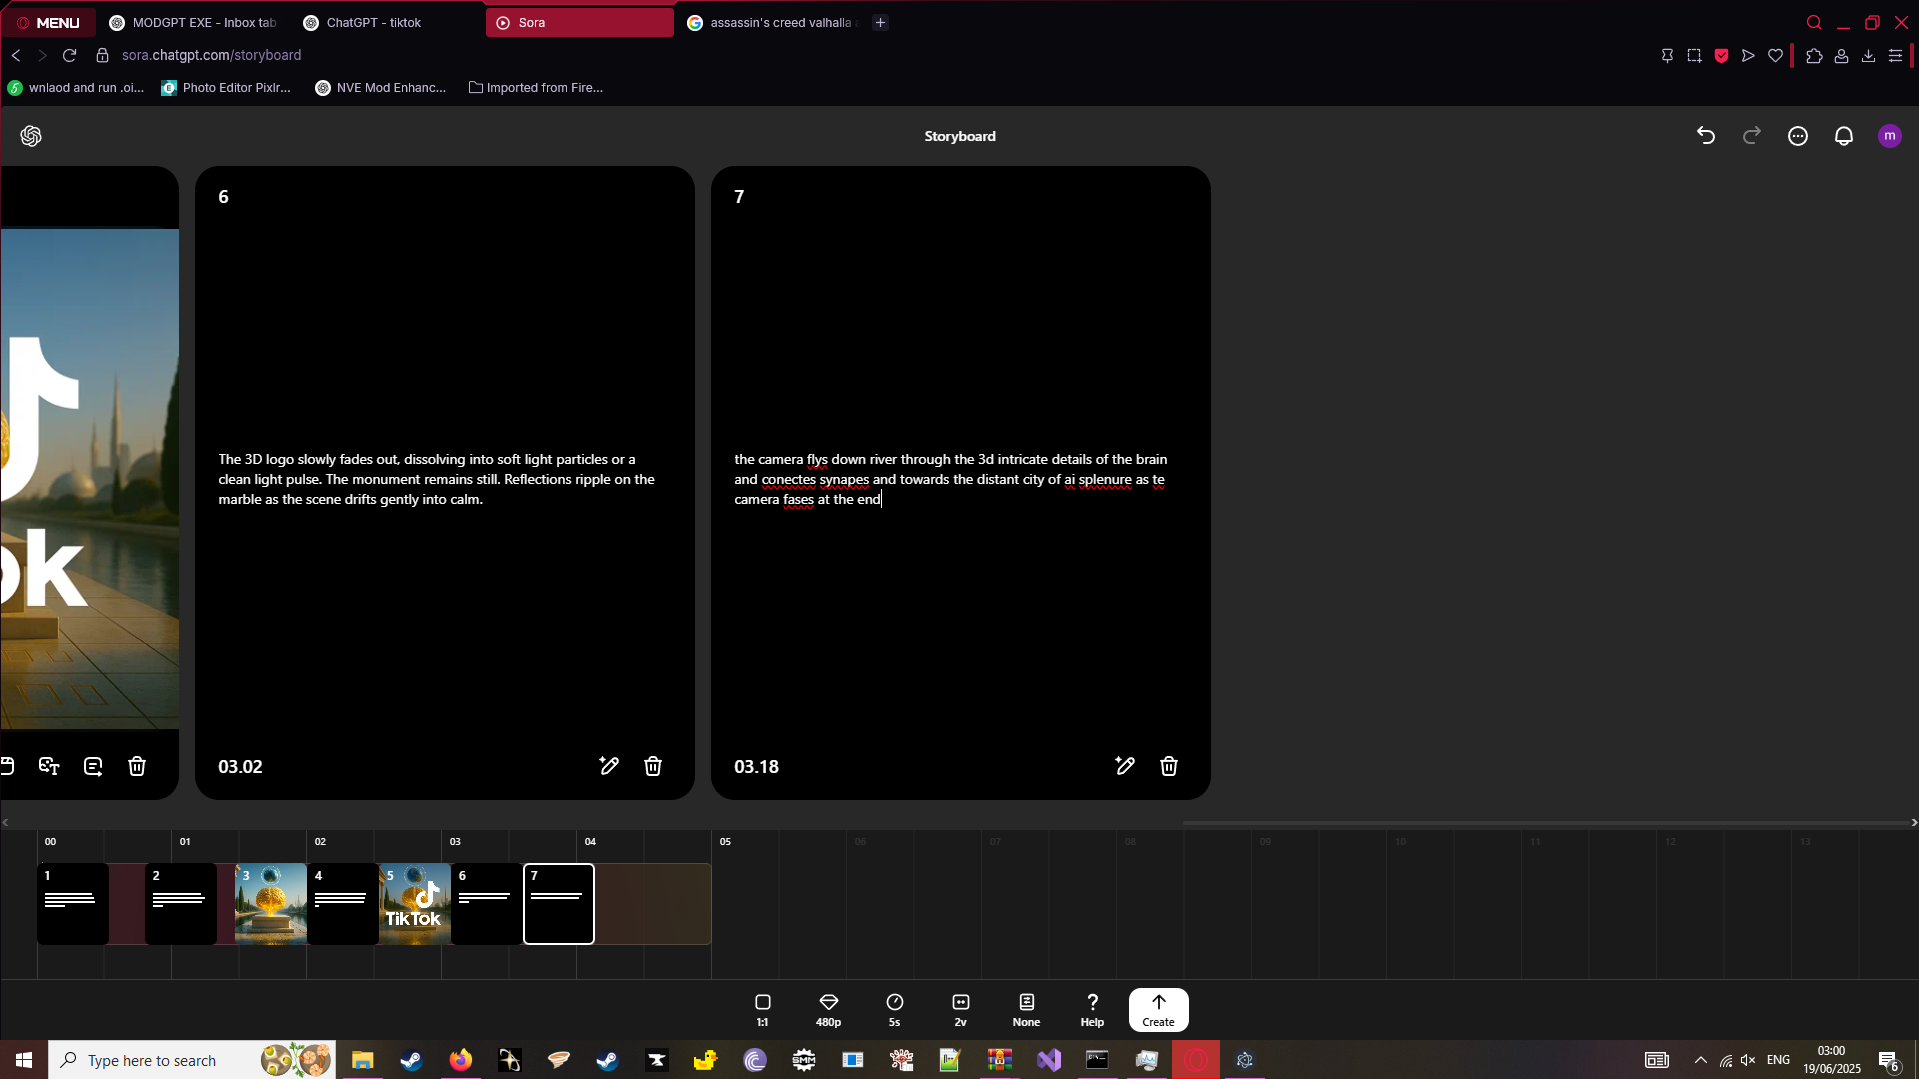 MENU
MODGPT EXE - Inbox tab
ChatGPT - tiktok
Sora
assassin's creed valhalla a
sora.chatgpt.com/storyboard
wnlaod and run .oi...
Photo Editor Pixlr...
NVE Mod Enhanc...
Imported from Fire...
Storyboard
m
6
7
The 3D logo slowly fades out, dissolving into soft light particles or a
clean light pulse. The monument remains still. Reflections ripple on the
marble as the scene drifts gently into calm.
the camera flys down river through the 3d intricate details of the brain
and conectes synapes and towards the distant city of ai splenure as te
camera fases at the end
ok
03.02
03.18
00
01
02
03
04
05
06
07
08
09
10
11
12
13
1
2
3
4
5
TikTok
6
7
1:1
480p
5s
2v
None
Help
Create
Type here to search
SMM
ENG
03:00
19/06/2025
6